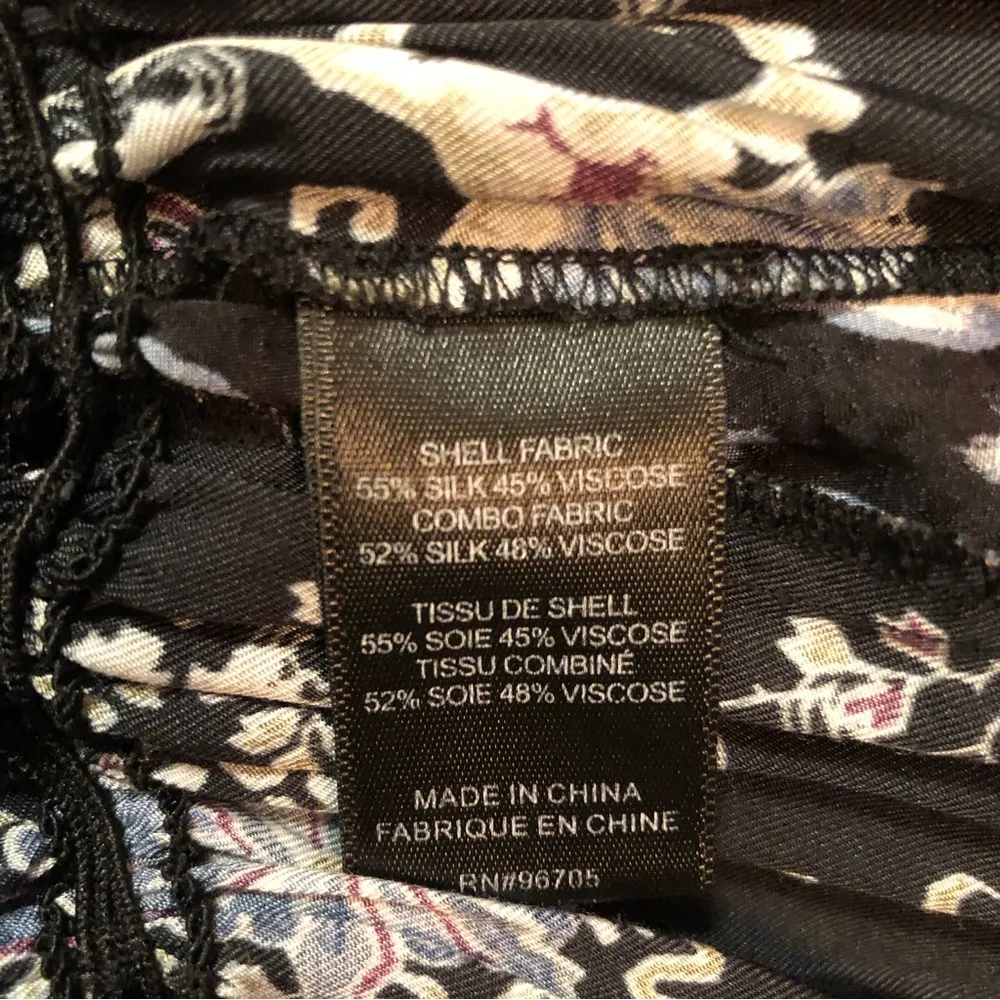 SHELL FABRIC
55% SILK 45% VISCOSE
COMBO FABRIC
52% SILK 48% VISCOSE
TISSU DE SHELL
55% SOIE 45% VISCOSE
TISSU COMBINÉ
52% SOIE 48% VISCOSE
MADE IN CHINA
FABRIQUE EN CHINE
RN#96705